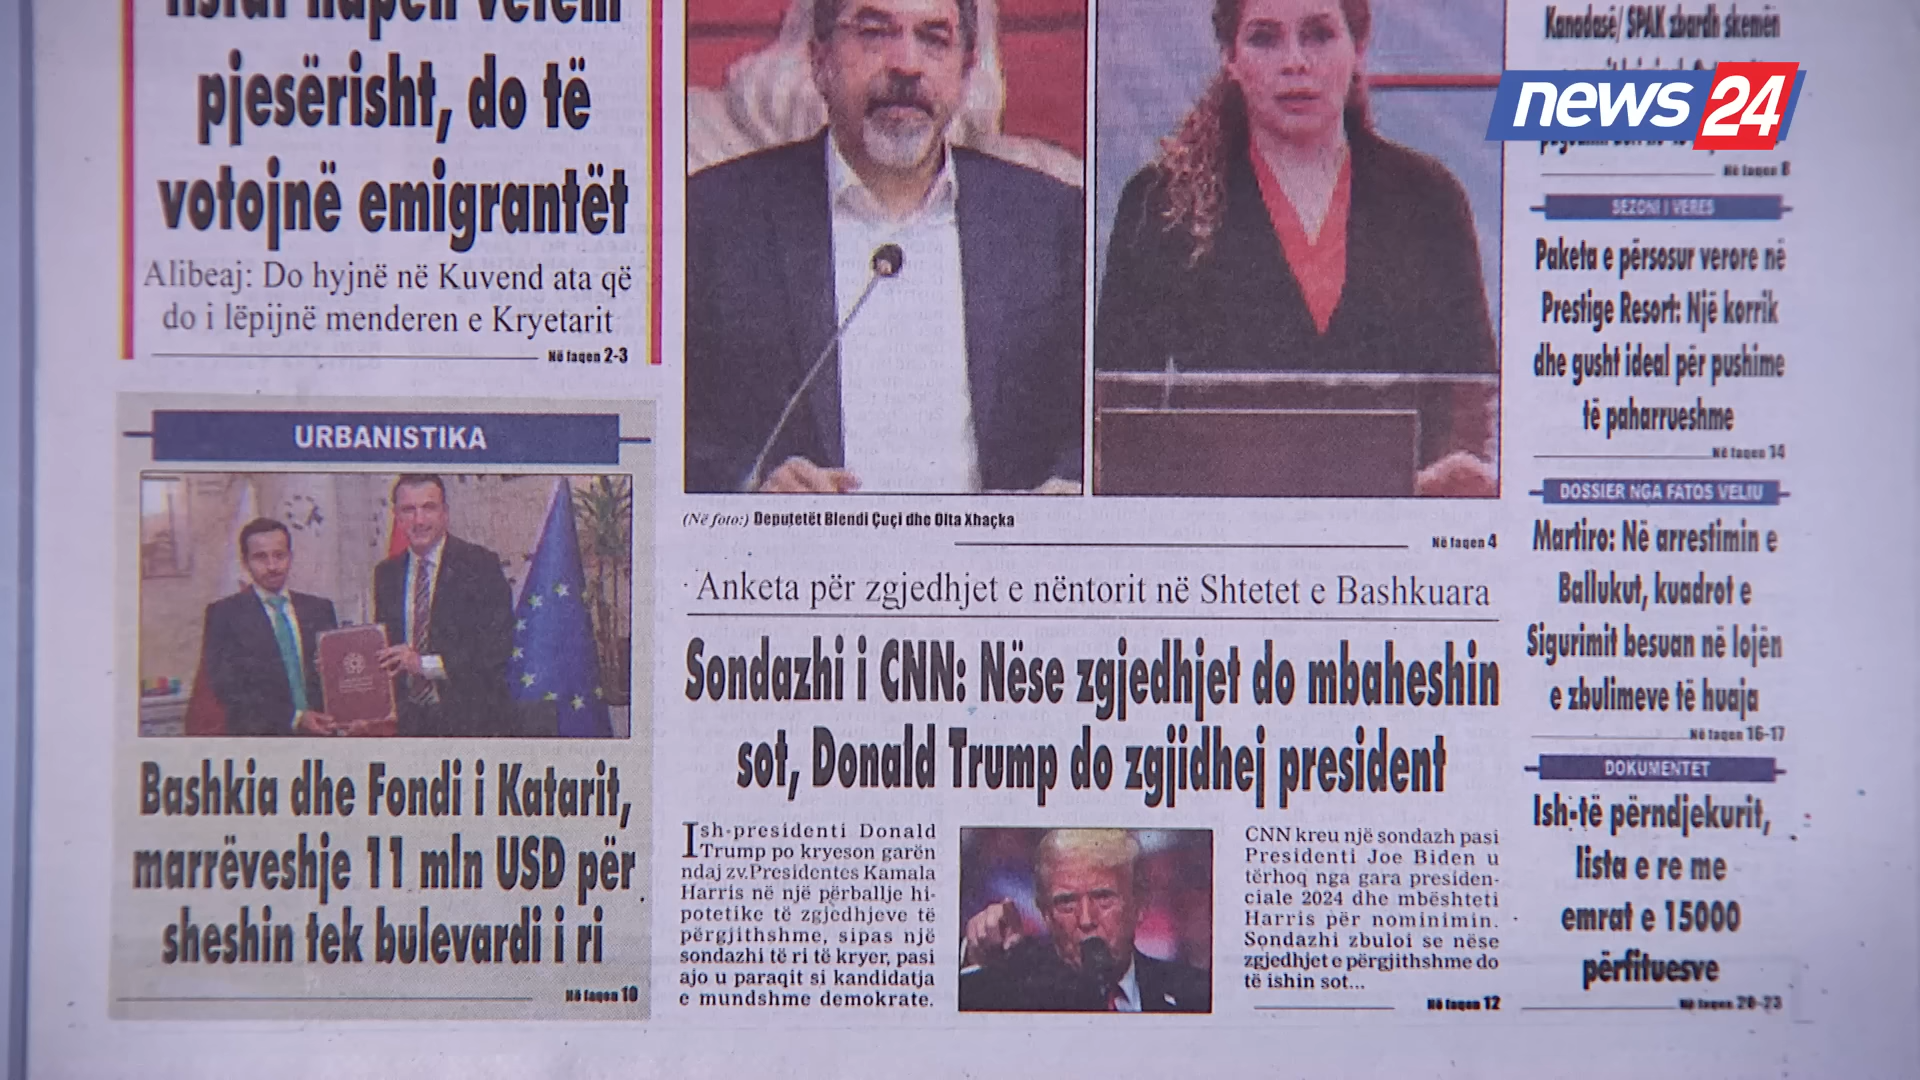 pjesërisht, do të
votojnë emigrantët
Alibeaj: Do hyjnë në Kuvend ata që
do i lëpijnë menderen e Kryetarit
Në faqen 2-3
URBANISTIKA
Bashkia dhe Fondi i Katarit,
marrëveshje 11 mln USD për
sheshin tek bulevardi i ri
Në faqen 10
(Në foto:) Deputetët Blendi Çuçi dhe Olta Xhaçka
Në faqen 4
Anketa për zgjedhjet e nëntorit në Shtetet e Bashkuara
Sondazhi i CNN: Nëse zgjedhjet do mbaheshin
sot, Donald Trump do zgjidhej president
Ish-presidenti Donald
Trump po kryeson garën
ndaj zv.Presidentes Kamala
Harris në një përballje hi-
potetike të zgjedhjeve të
përgjithshme, sipas një
sondazhi të ri të kryer, pasi
ajo u paraqit si kandidatja
e mundshme demokrate.
CNN kreu një sondazh pasi
Presidenti Joe Biden u
tërhoq nga gara presiden-
ciale 2024 dhe mbështeti
Harris për nominimin.
Sondazhi zbuloi se nëse
zgjedhjet e përgjithshme do
të ishin sot...
Në faqen 12
Kanadasë/ SPAK zbardh skemën
news 24
Në faqen 8
SEZONI I VERES
Paketa e përsosur verore në
Prestige Resort: Një korrik
dhe gusht ideal për pushime
të paharrueshme
Në faqen 14
DOSSIER NGA FATOS VELIU
Martiro: Në arrestimin e
Ballukut, kuadrot e
Sigurimit besuan në lojën
e zbulimeve të huaja
Në faqen 16-17
DOKUMENTET
Ish-të përndjekurit,
lista e re me
emrat e 15000
përfituesve
Në faqen 20-23